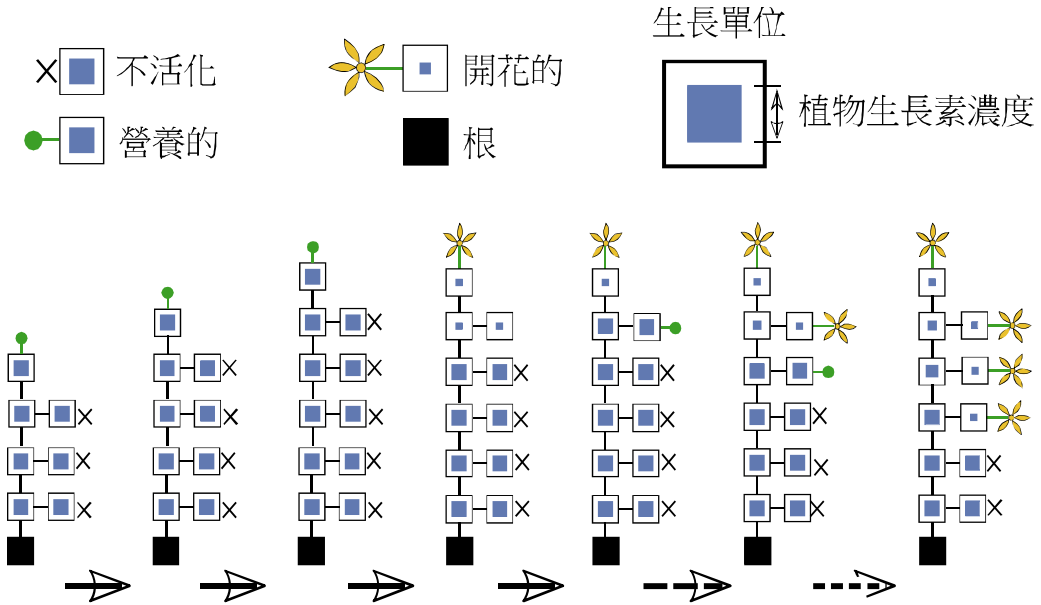 生長單位
不活化
開花的
植物生長素濃度
營養的
根